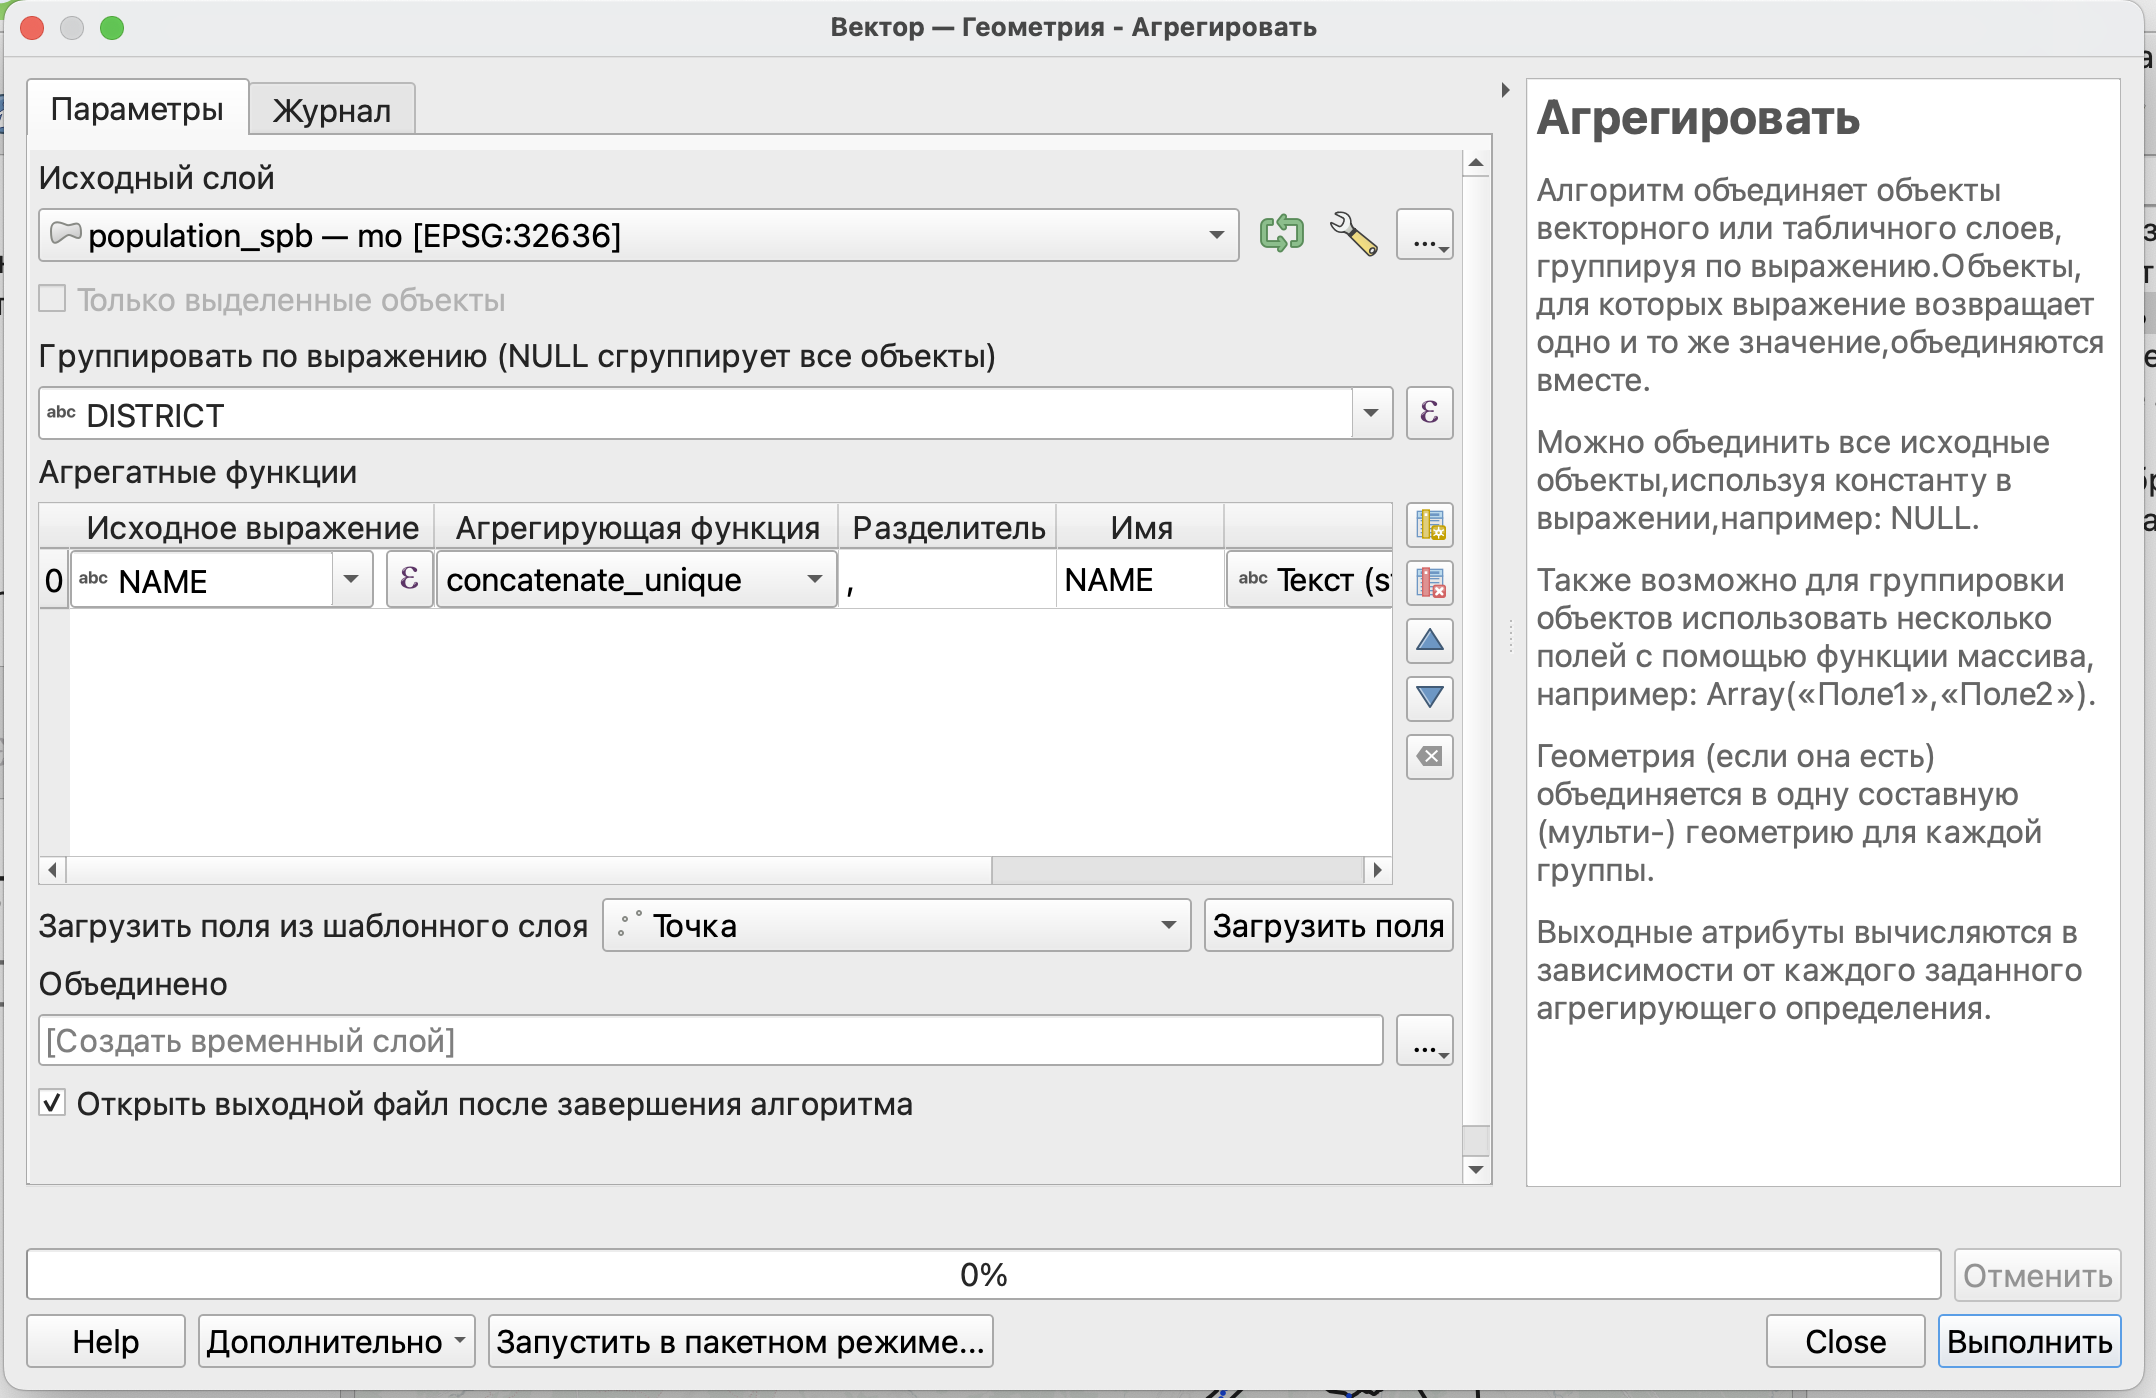 Вектор — Геометрия - Агрегировать
Параметры
Журнал
Исходный слой
population_spb — mo [EPSG:32636]
...
Только выделенные объекты
Группировать по выражению (NULL сгруппирует все объекты)
abc DISTRICT
ε
Агрегатные функции
Исходное выражение Агрегирующая функция Разделитель Имя
0 abc NAME ε concatenate_unique , NAME abc Текст (st
Загрузить поля из шаблонного слоя Точка Загрузить поля
Объединено
[Создать временный слой]
...
Открыть выходной файл после завершения алгоритма
Агрегировать
Алгоритм объединяет объекты
векторного или табличного слоев,
группируя по выражению.Объекты,
для которых выражение возвращает
одно и то же значение,объединяются
вместе.
Можно объединить все исходные
объекты,используя константу в
выражении,например: NULL.
Также возможно для группировки
объектов использовать несколько
полей с помощью функции массива,
например: Array(«Поле1»,«Поле2»).
Геометрия (если она есть)
объединяется в одну составную
(мульти-) геометрию для каждой
группы.
Выходные атрибуты вычисляются в
зависимости от каждого заданного
агрегирующего определения.
0%
Отменить
Help
Дополнительно
Запустить в пакетном режиме...
Close
Выполнить